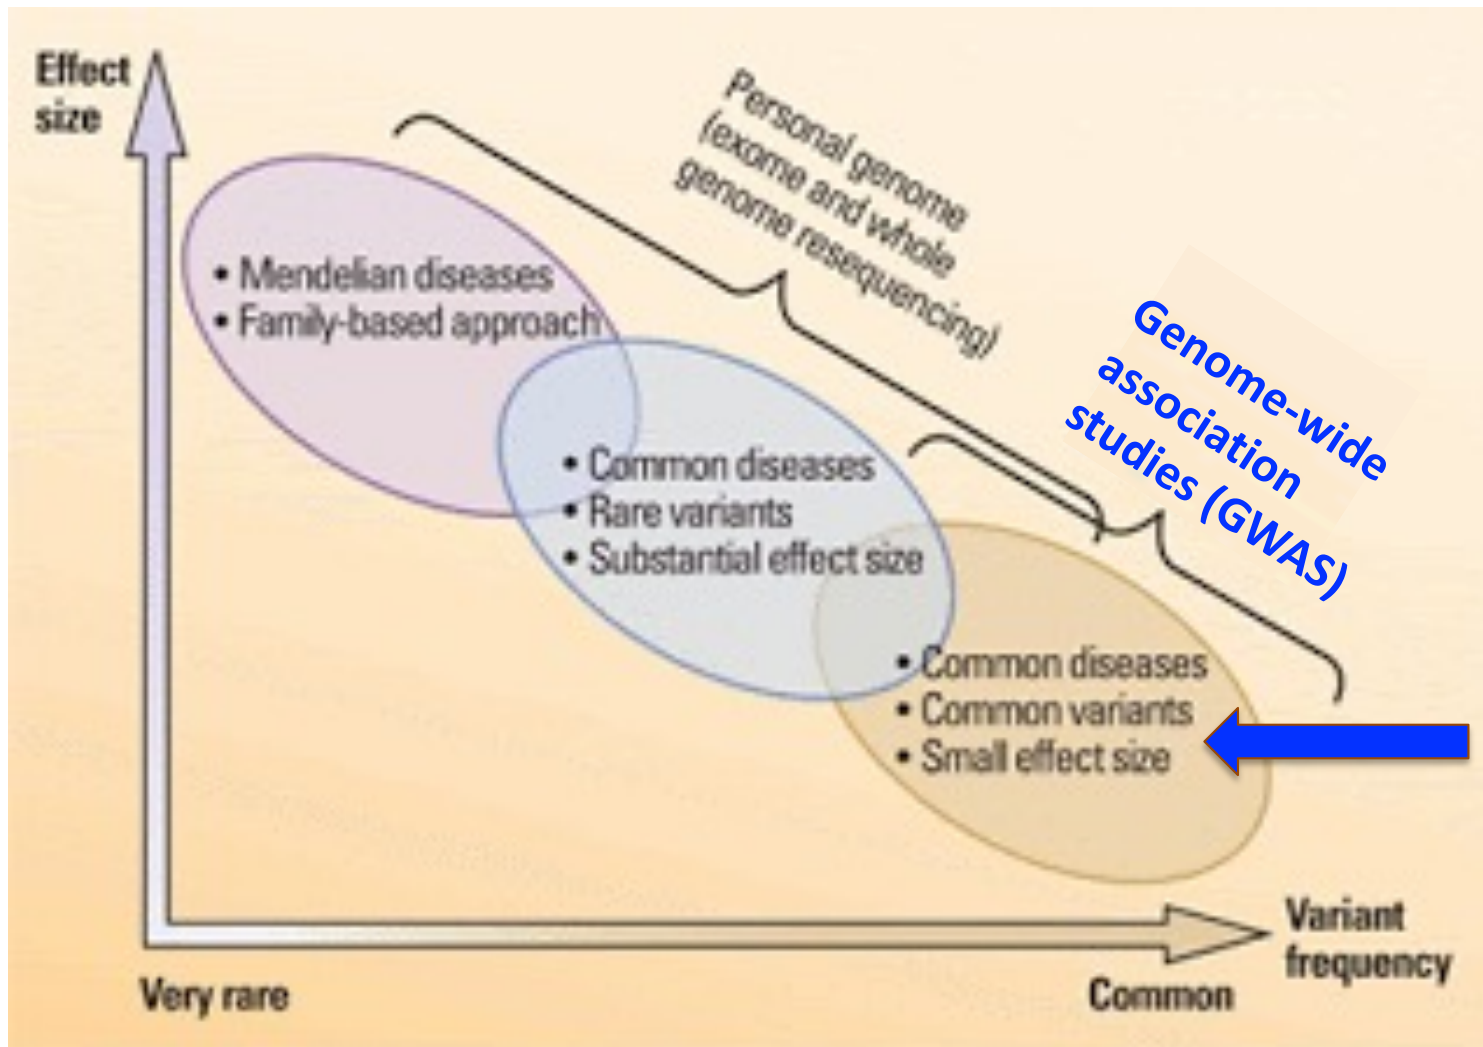 Effect
size
Personal genome
(exome and whole
genome resequencing)
Genome-wide
association
studies (GWAS)
• Mendelian diseases
• Family-based approach
• Common diseases
• Rare variants
• Substantial effect size
• Common diseases
• Common variants
• Small effect size
Variant
frequency
Very rare
Common